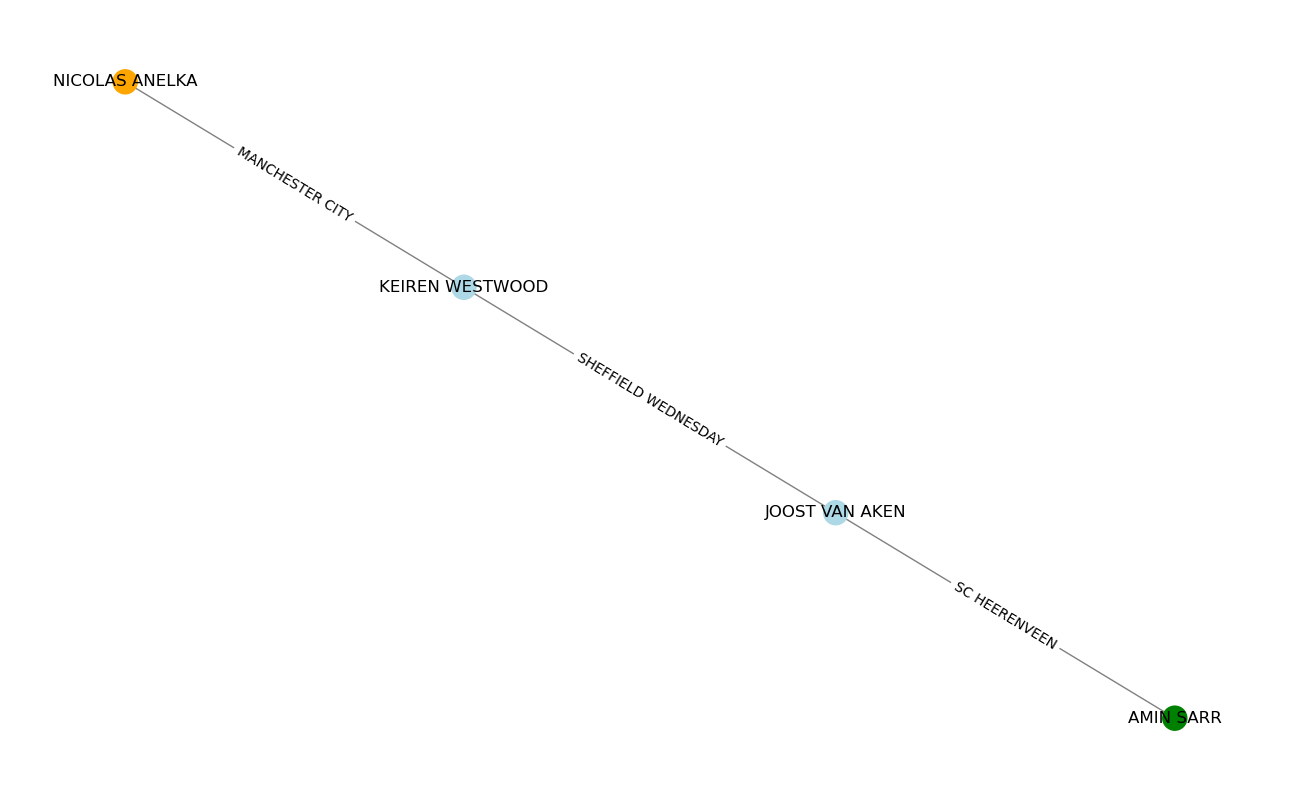 NICOLAS ANELKA
MANCHESTER CITY
KEIREN WESTWOOD
SHEFFIELD WEDNESDAY
JOOST VAN AKEN
SC HEERENVEEN
AMIN SARR